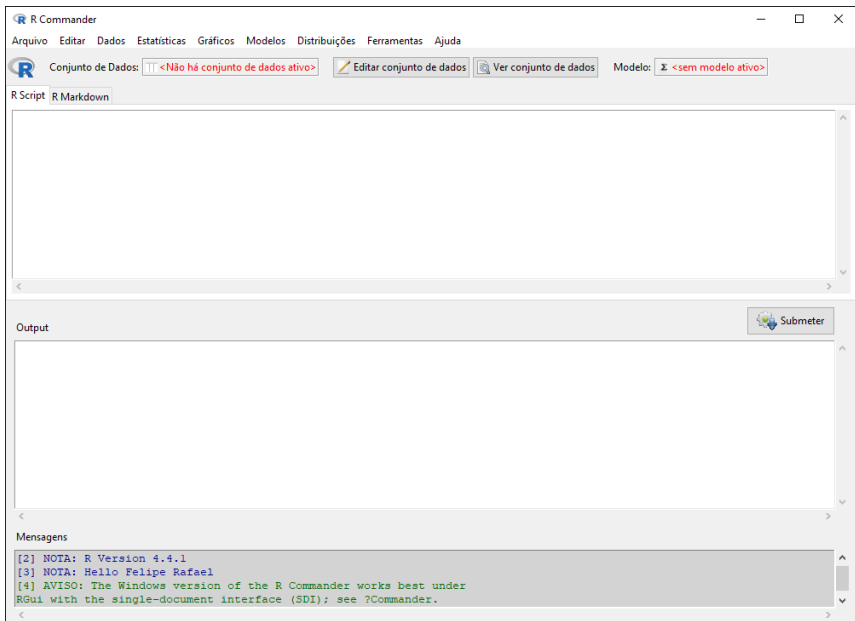 R Commander
Arquivo Editar Dados Estatísticas Gráficos Modelos Distribuições Ferramentas Ajuda
Conjunto de Dados: <Não há conjunto de dados ativo> Editar conjunto de dados Ver conjunto de dados Modelo: Σ <sem modelo ativo>
R Script R Markdown
Submeter
Output
Mensagens
[2] NOTA: R Version 4.4.1
[3] NOTA: Hello Felipe Rafael
[4] AVISO: The Windows version of the R Commander works best under
RGui with the single-document interface (SDI); see ?Commander.